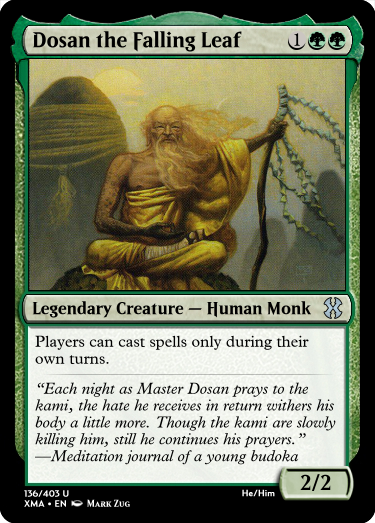 Dosan the Falling Leaf 1
Legendary Creature — Human Monk
Players can cast spells only during their
own turns.
“Each night as Master Dosan prays to the
kami, the hate he receives in return withers his
body a little more. Though the kami are slowly
killing him, still he continues his prayers.”
—Meditation journal of a young budoka
2/2
136/403 U He/Him
XMA • EN Mark Zug